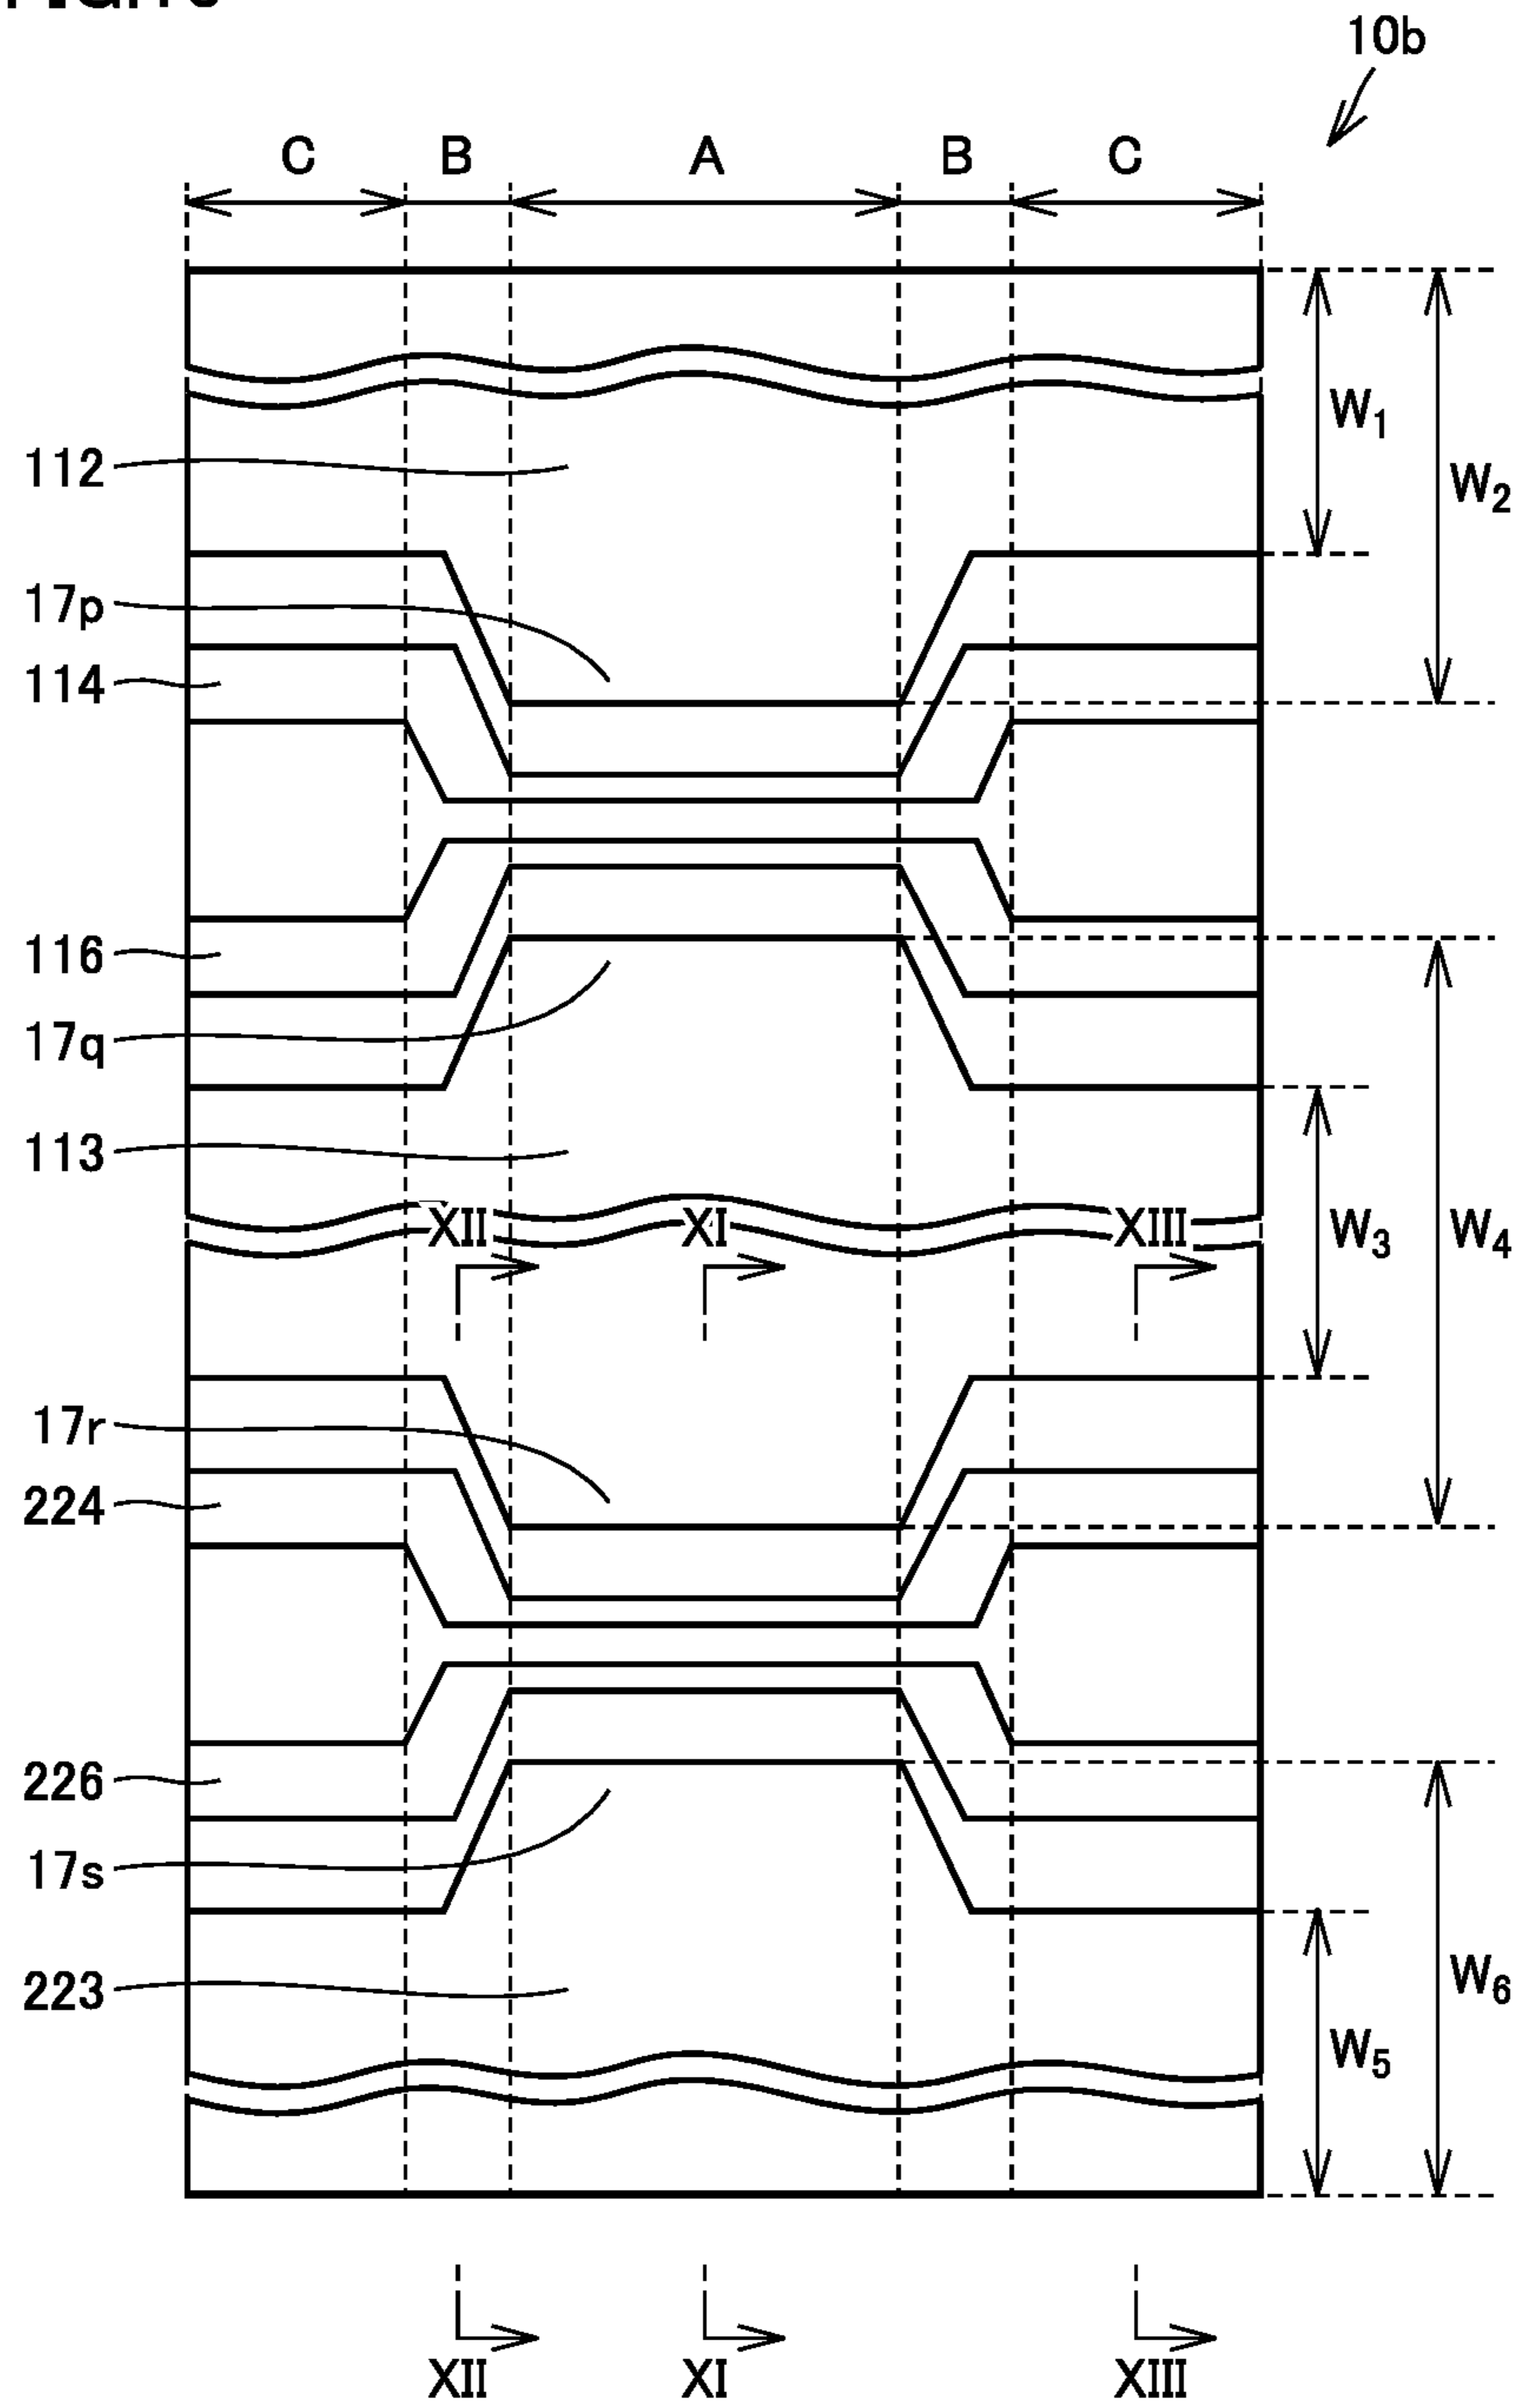 10b
C B A B C
W1
W2
112
17p
114
116
17q
113
XII XI XIII
W3
W4
17r
224
226
17s
223
W6
W5
XII XI XIII